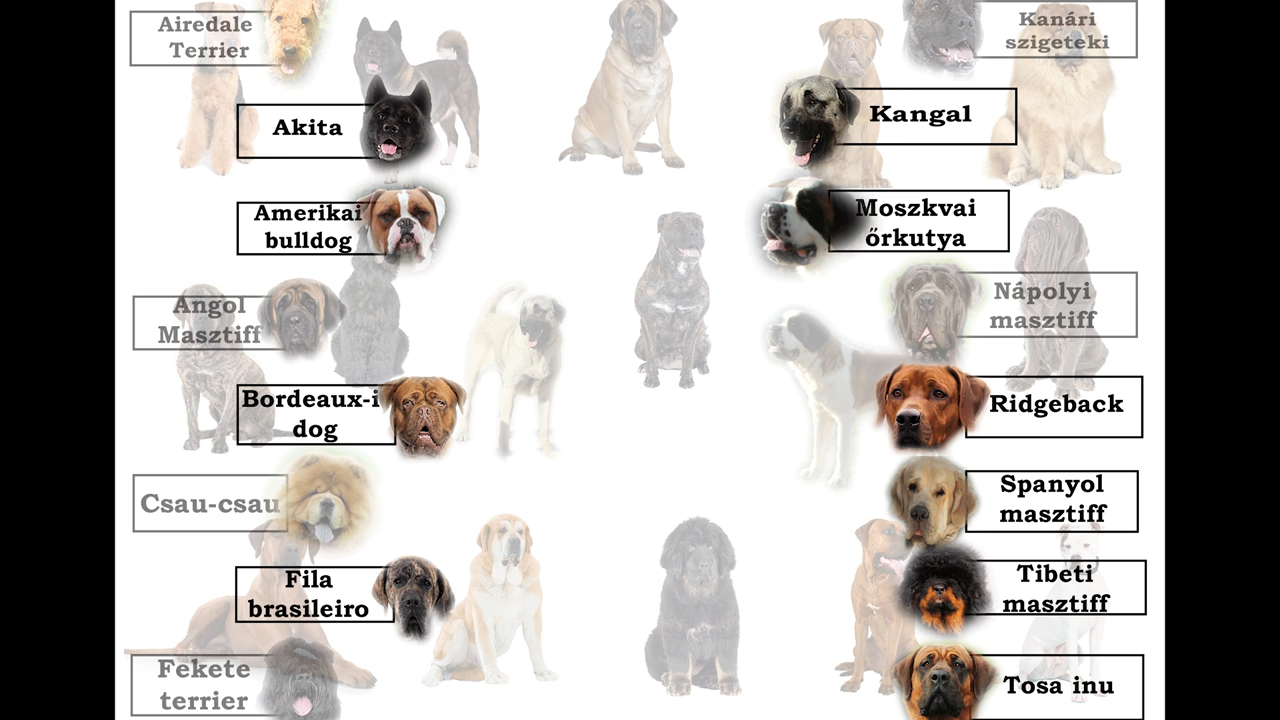 Airedale
Terrier
Akita
Amerikai
bulldog
Angol
Masztiff
Bordeaux-i
dog
Csau-csau
Fila
brasileiro
Fekete
terrier
Kanári
szigeteki
Kangal
Moszkvai
őrkutya
Nápolyi
masztiff
Ridgeback
Spanyol
masztiff
Tibeti
masztiff
Tosa inu